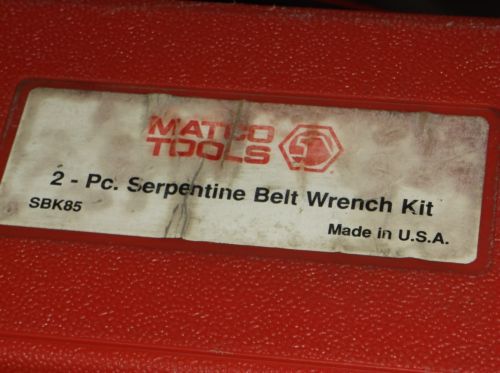 MATCO
TOOLS
2 - Pc. Serpentine Belt Wrench Kit
SBK85
Made in U.S.A.